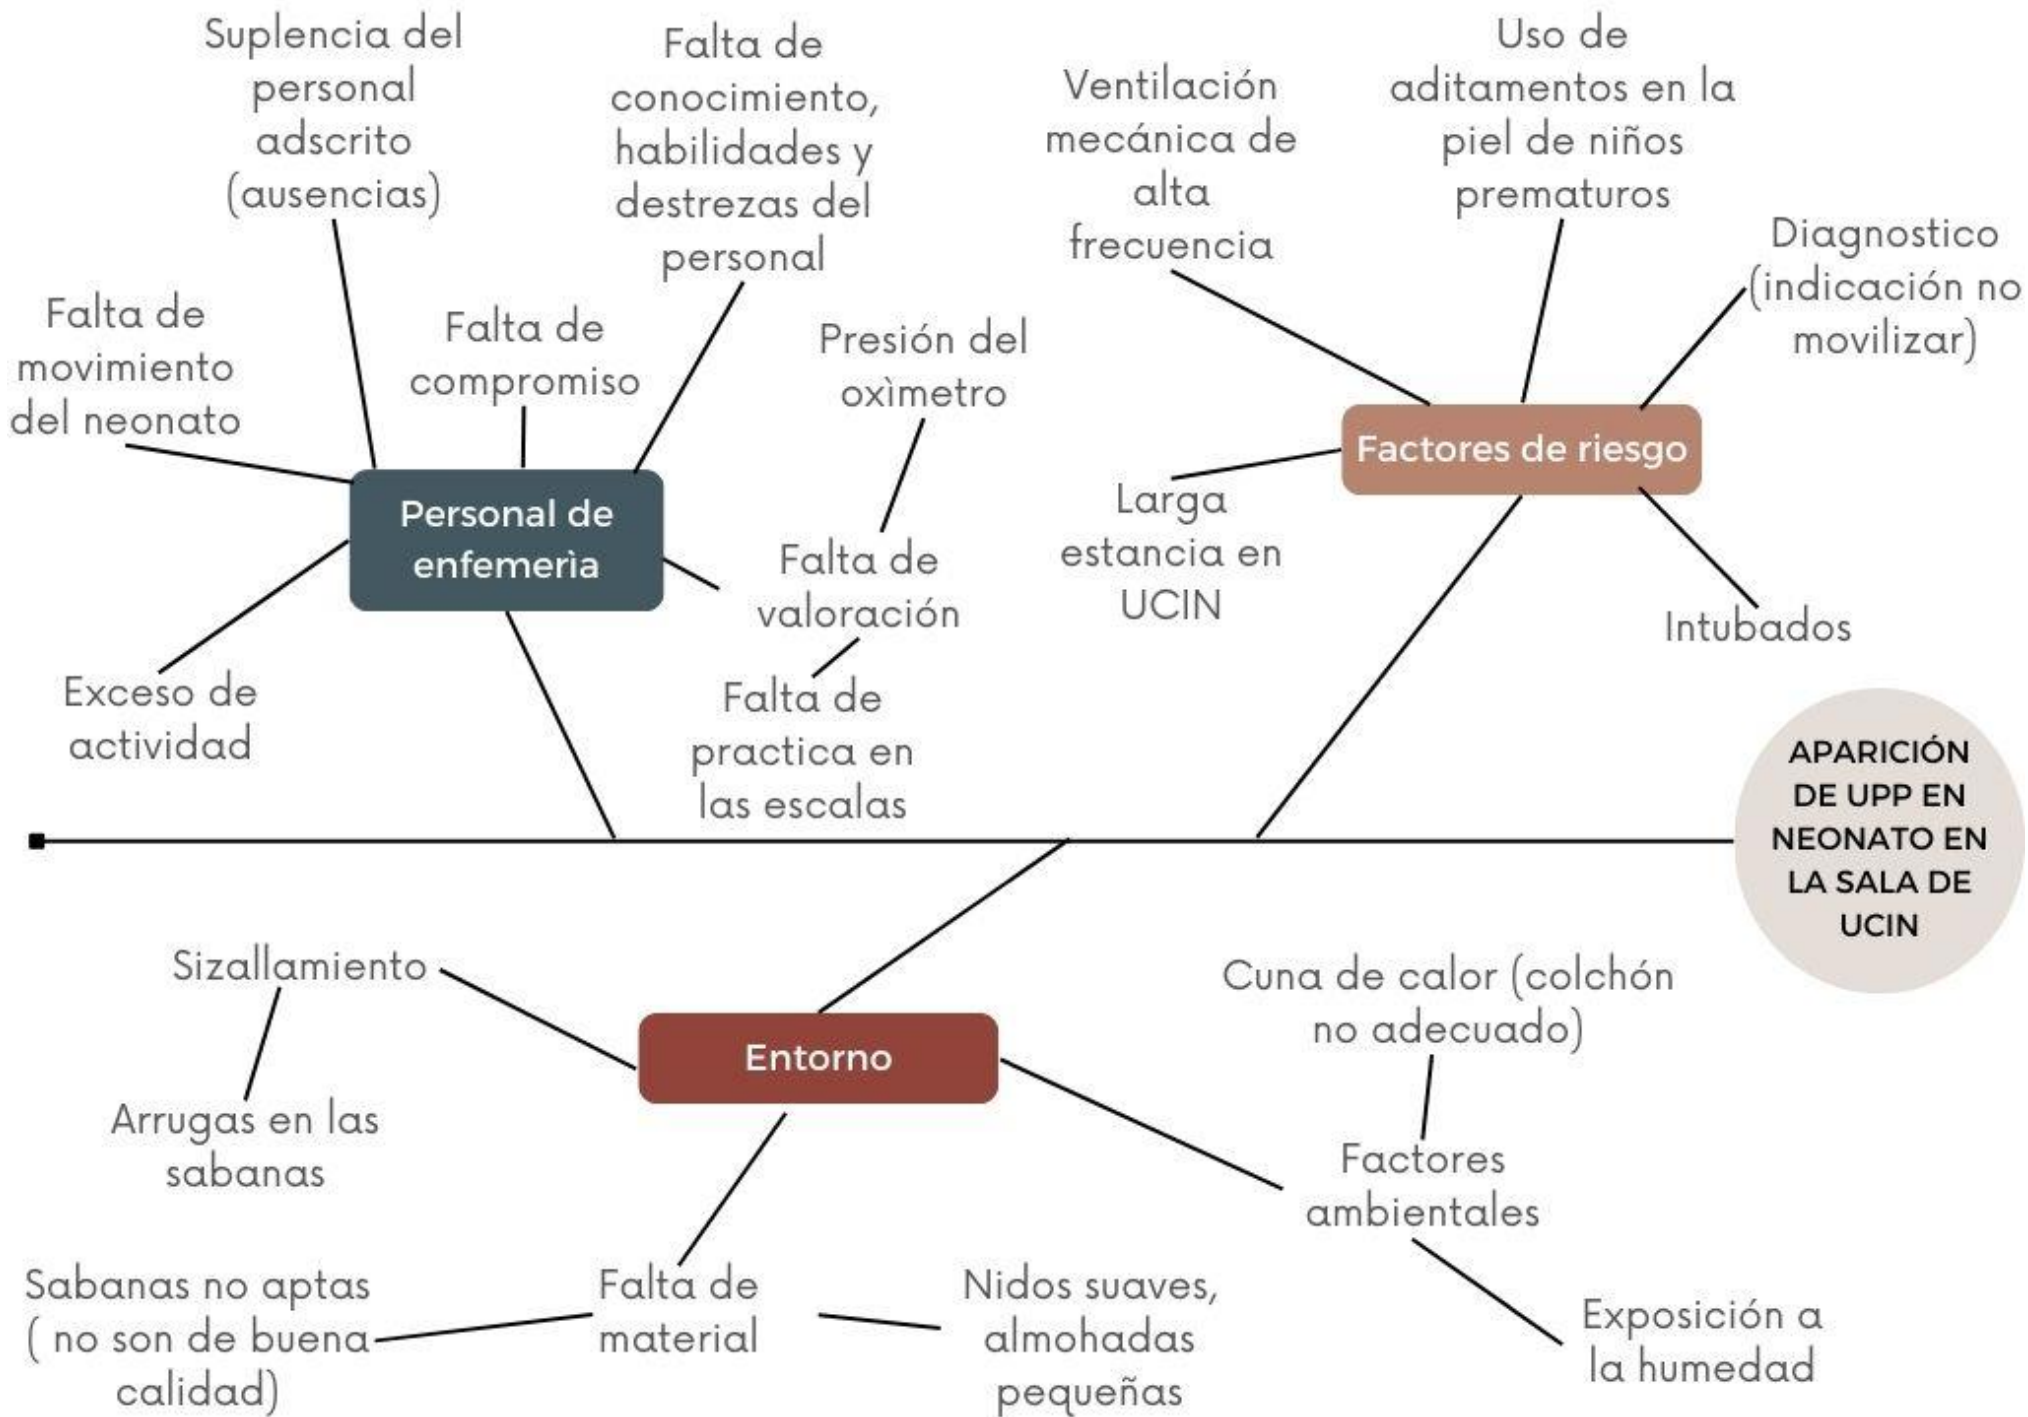 Suplencia del
personal
adscrito
(ausencias)
Falta de
conocimiento,
habilidades y
destrezas del
personal
Falta de
movimiento
del neonato
Falta de
compromiso
Presión del
oxìmetro
Personal de
enfemerìa
Falta de
valoración
Exceso de
actividad
Falta de
practica en
las escalas
Ventilación
mecánica de
alta
frecuencia
Uso de
aditamentos en la
piel de niños
prematuros
Diagnostico
(indicación no
movilizar)
Factores de riesgo
Larga
estancia en
UCIN
Intubados
APARICIÓN
DE UPP EN
NEONATO EN
LA SALA DE
UCIN
Sizallamiento
Arrugas en las
sabanas
Entorno
Cuna de calor (colchón
no adecuado)
Factores
ambientales
Sabanas no aptas
( no son de buena
calidad)
Falta de
material
Nidos suaves,
almohadas
pequeñas
Exposición a
la humedad